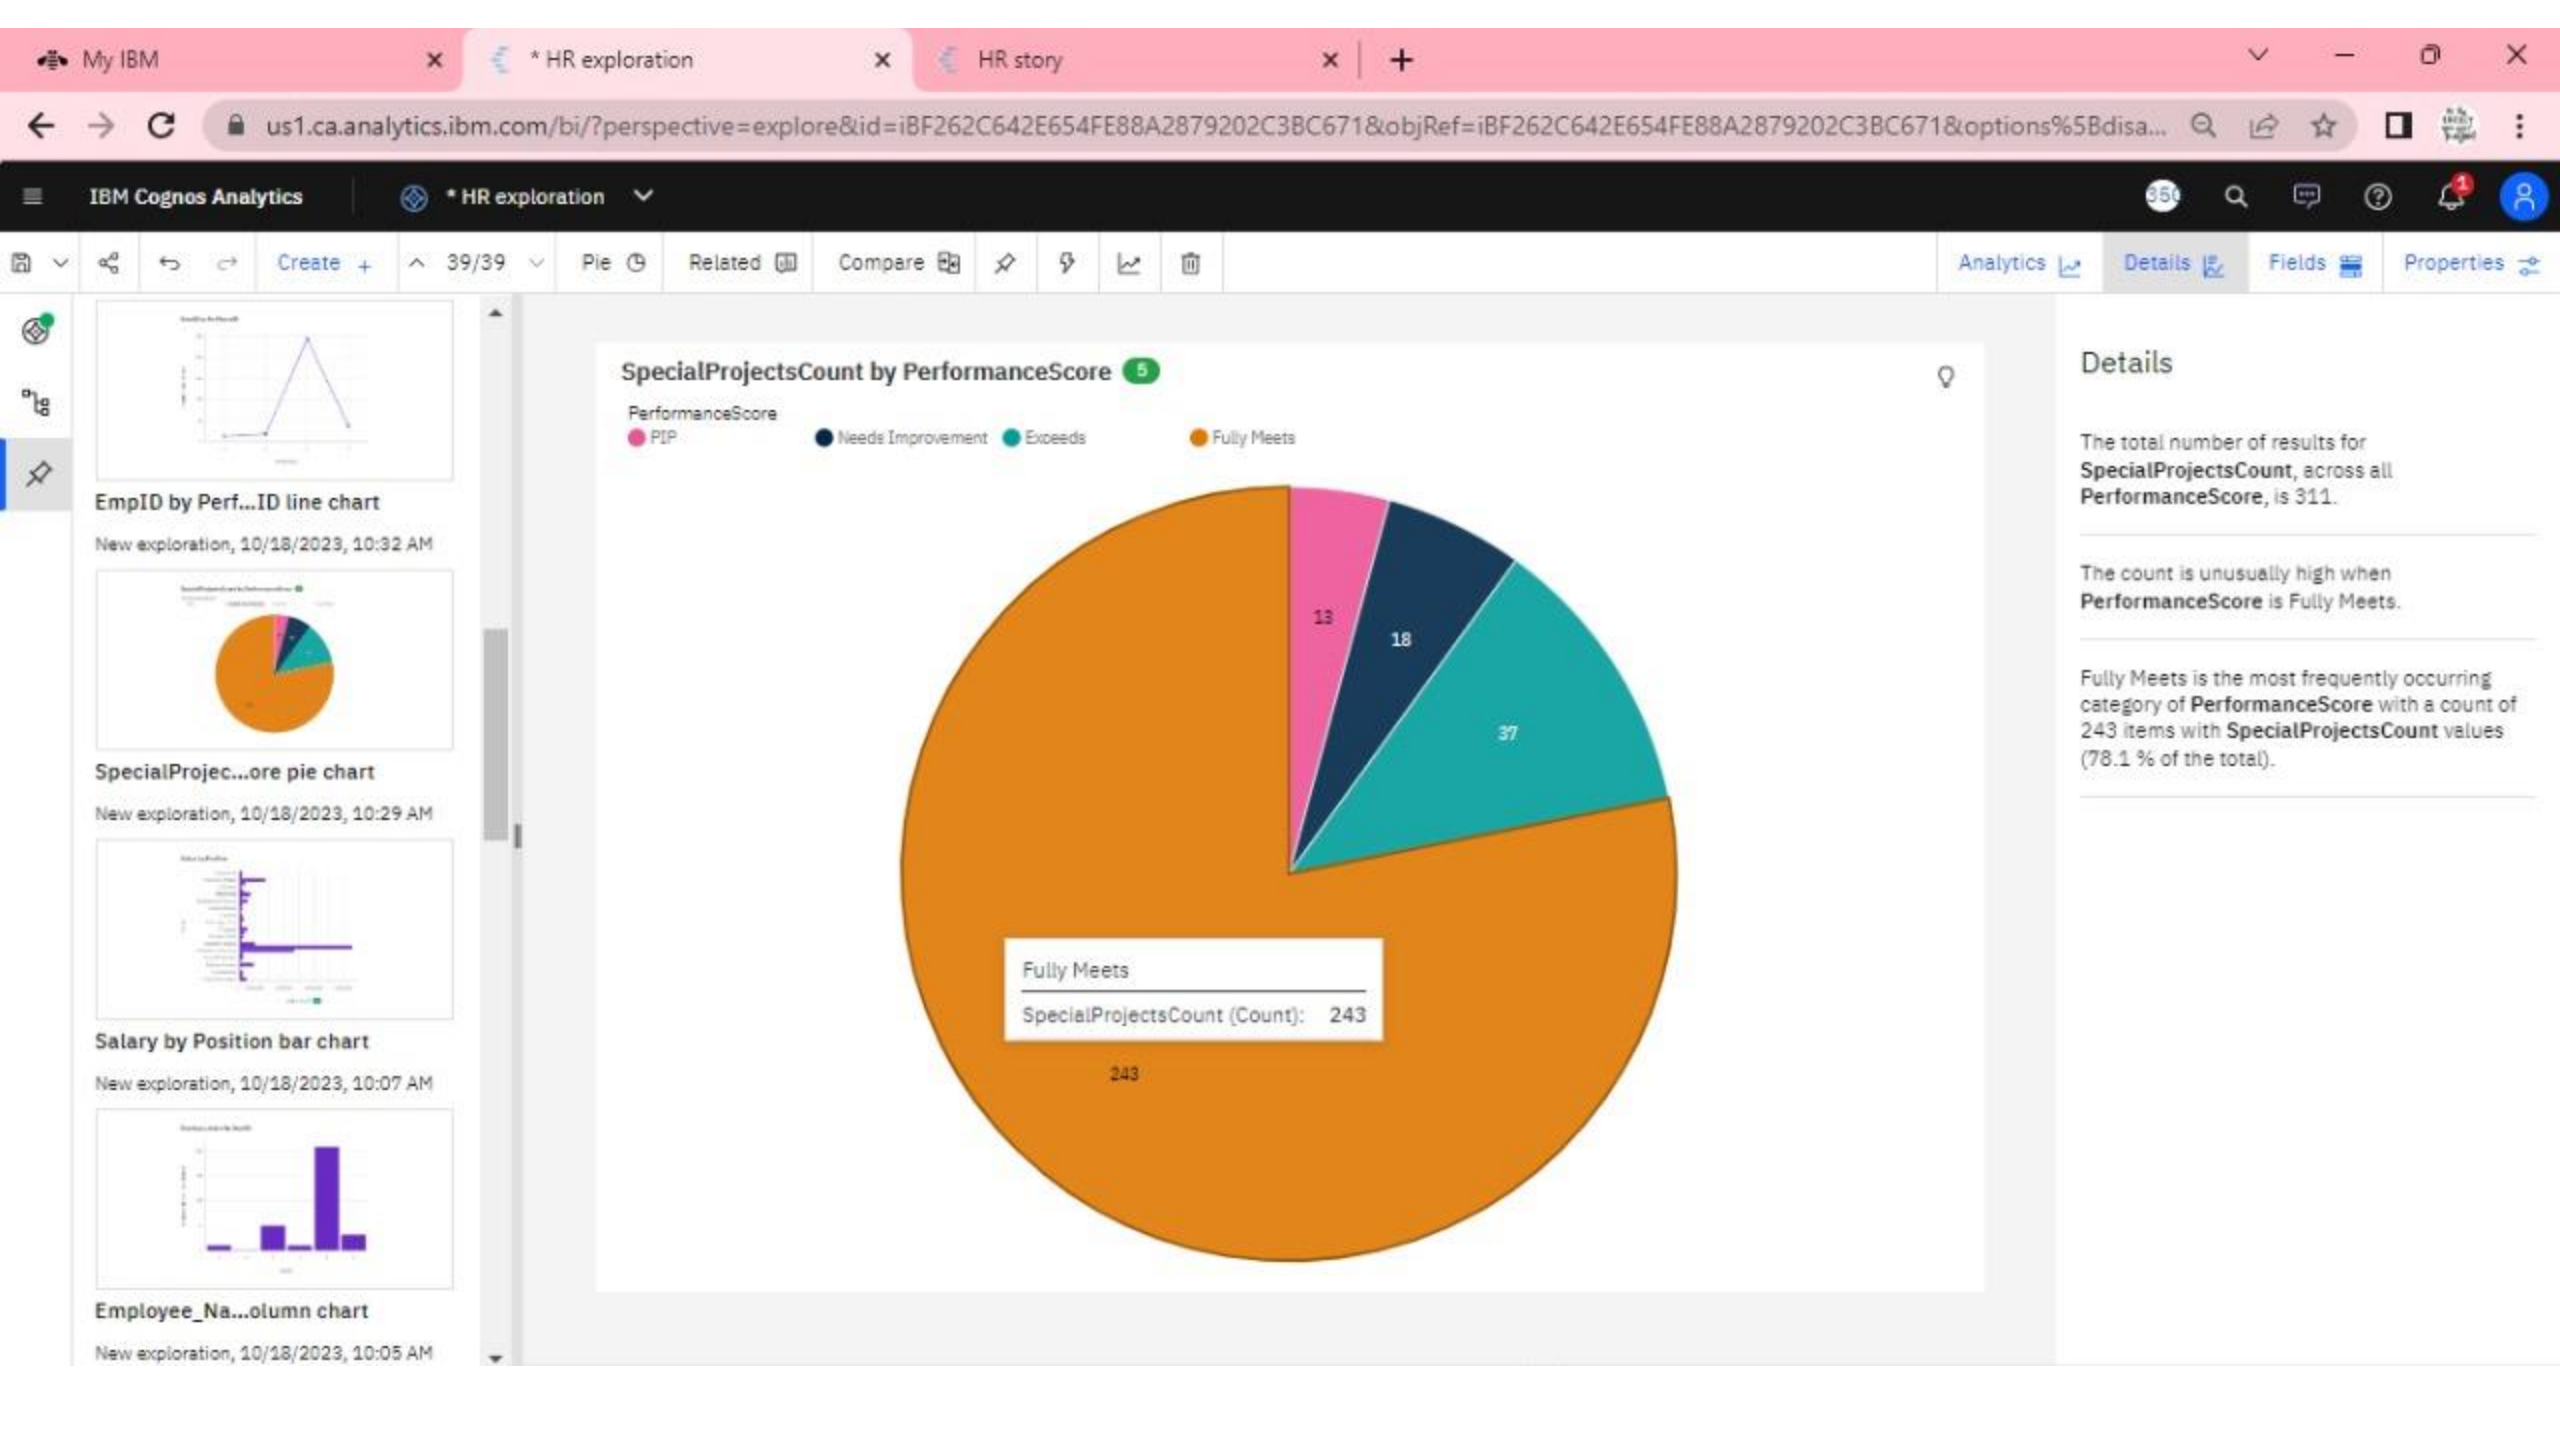 My IBM
* HR exploration
HR story
us1.ca.analytics.ibm.com/bi/?perspective=explore&id=iBF262C642E654FE88A2879202C3BC671&objRef=iBF262C642E654FE88A2879202C3BC671&options%5Bdisa...
IBM Cognos Analytics
* HR exploration
1
Create +
39/39
Pie
Related
Compare
Analytics
Details
Fields
Properties
EmpID by Perf...ID line chart
New exploration, 10/18/2023, 10:32 AM
SpecialProjec...ore pie chart
New exploration, 10/18/2023, 10:29 AM
Salary by Position bar chart
New exploration, 10/18/2023, 10:07 AM
Employee_Na...olumn chart
New exploration, 10/18/2023, 10:05 AM
SpecialProjectsCount by PerformanceScore 5
PerformanceScore
PIP
Needs Improvement
Exceeds
Fully Meets
13
18
37
Fully Meets
SpecialProjectsCount (Count): 243
243
Details
The total number of results for
SpecialProjectsCount, across all
PerformanceScore, is 311.
The count is unusually high when
PerformanceScore is Fully Meets.
Fully Meets is the most frequently occurring
category of PerformanceScore with a count of
243 items with SpecialProjectsCount values
(78.1 % of the total).